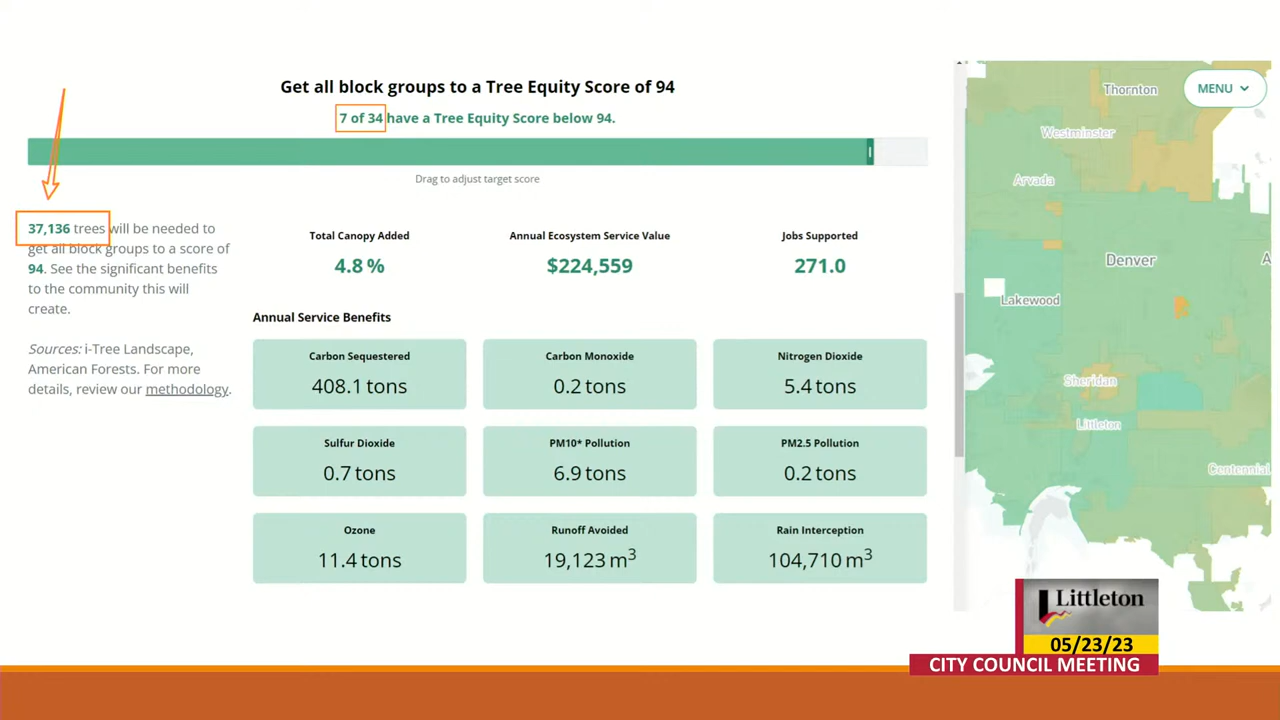 Get all block groups to a Tree Equity Score of 94
7 of 34 have a Tree Equity Score below 94.
Drag to adjust target score
37,136 trees will be needed to
get all block groups to a score of
94. See the significant benefits
to the community this will
create.
Sources: i-Tree Landscape,
American Forests. For more
details, review our methodology.
Total Canopy Added
4.8 %
Annual Ecosystem Service Value
$224,559
Jobs Supported
271.0
Annual Service Benefits
Carbon Sequestered
408.1 tons
Carbon Monoxide
0.2 tons
Nitrogen Dioxide
5.4 tons
Sulfur Dioxide
0.7 tons
PM10* Pollution
6.9 tons
PM2.5 Pollution
0.2 tons
Ozone
11.4 tons
Runoff Avoided
19,123 m³
Rain Interception
104,710 m³
MENU
Thornton
Westminster
Arvada
Denver
A
Lakewood
Sheridan
Littleton
Centennial
Littleton
05/23/23
CITY COUNCIL MEETING